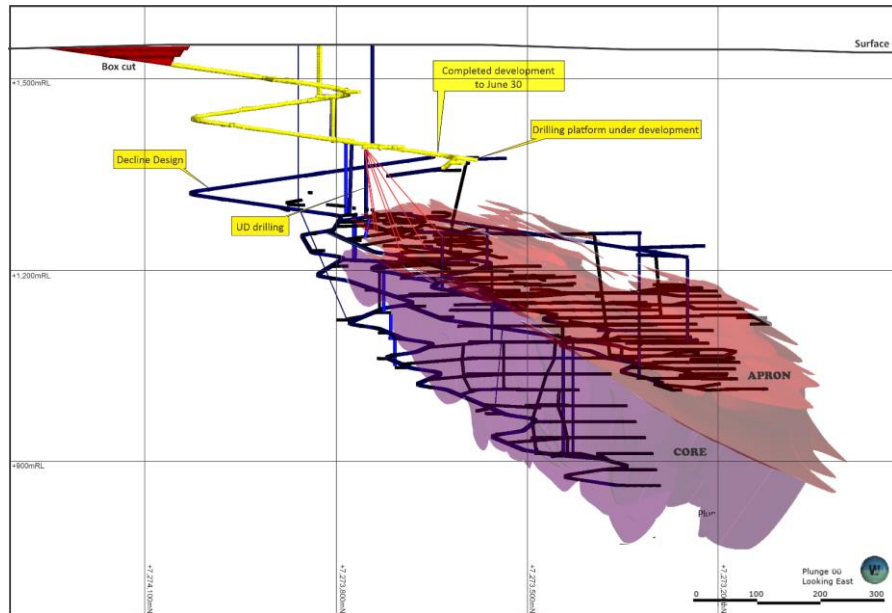 Surface
Box cut
+1,500mRL
Completed development
to June 30
Drilling platform under development
Decline Design
UD drilling
+1,200mRL
APRON
CORE
+900mRL
Plunge 00
Looking East
+7,274,100mN
+7,273,800mN
+7,273,500mN
+7,273,200mN
0 100 200 300